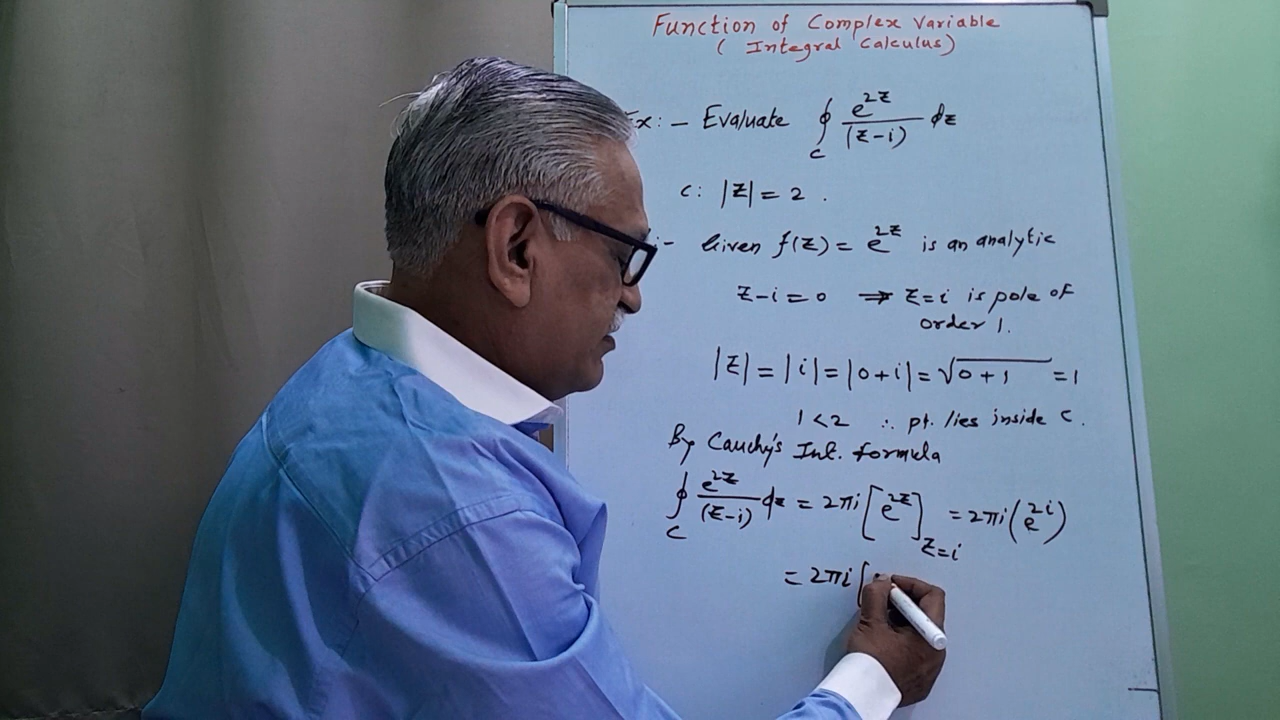 Function of Complex Variable
( Integral Calculus)
Ex: – Evaluate ∮_C e^{2z}/(z-i) dz
C: |z| = 2 .
:- Given f(z) = e^{2z} is an analytic
z-i=0 ⇒ z=i is pole of
order 1.
|z| = |i| = |0+i| = √(0+1) = 1
1<2 ∴ pt. lies inside C.
By Cauchy's Int. formula
∮_C e^{2z}/(z-i) dz = 2πi [e^{2z}]_{z=i} = 2πi (e^{2i})
= 2πi [